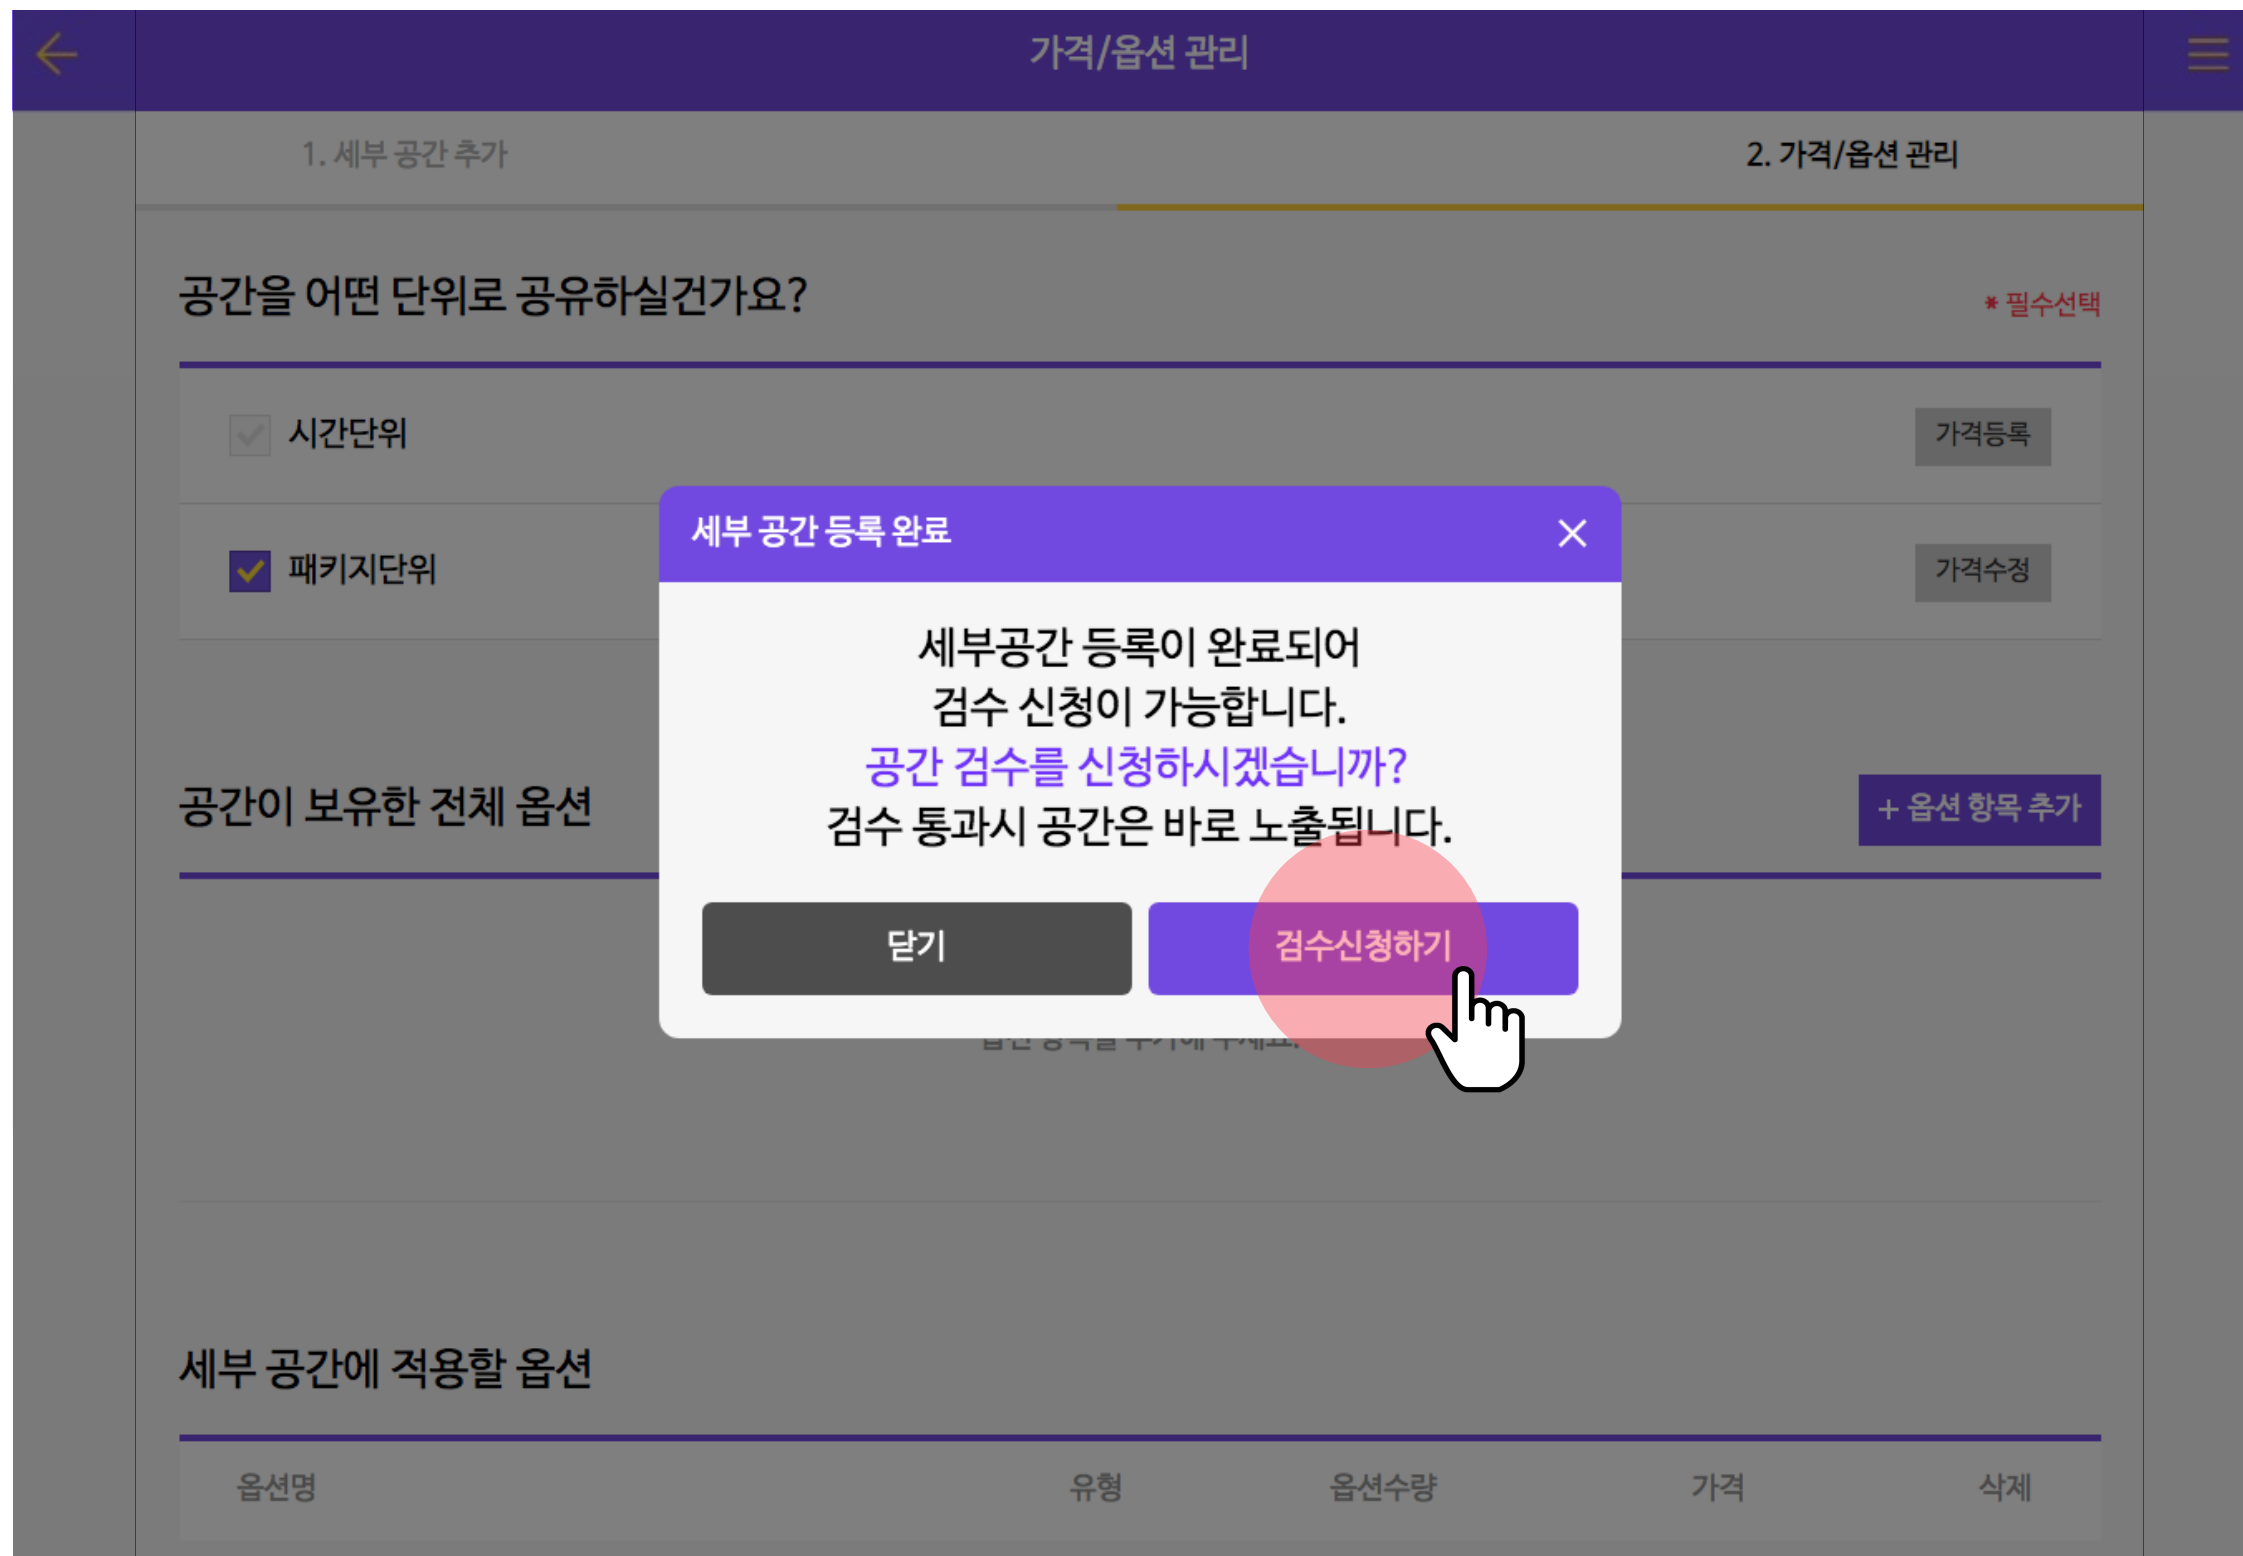 가격/옵션 관리
1. 세부 공간 추가
2. 가격/옵션 관리
공간을 어떤 단위로 공유하실건가요?
* 필수선택
시간단위
가격등록
패키지단위
가격수정
세부 공간 등록 완료
세부공간 등록이 완료되어
검수 신청이 가능합니다.
공간 검수를 신청하시겠습니까?
검수 통과시 공간은 바로 노출됩니다.
닫기
검수신청하기
공간이 보유한 전체 옵션
+ 옵션 항목 추가
세부 공간에 적용할 옵션
옵션명
유형
옵션수량
가격
삭제